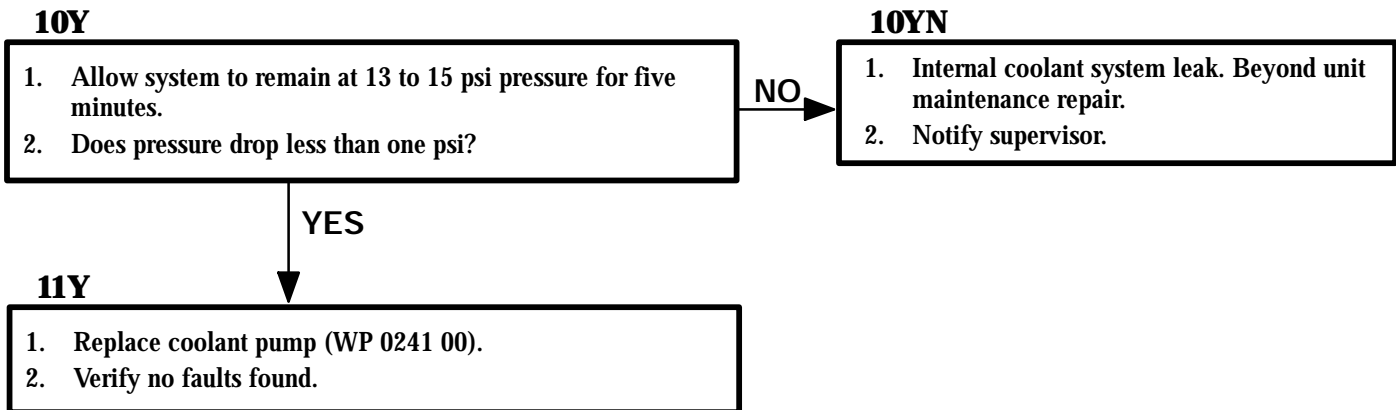 10Y
1. Allow system to remain at 13 to 15 psi pressure for five
minutes.
2. Does pressure drop less than one psi?
NO
10YN
1. Internal coolant system leak. Beyond unit
maintenance repair.
2. Notify supervisor.
YES
11Y
1. Replace coolant pump (WP 0241 00).
2. Verify no faults found.